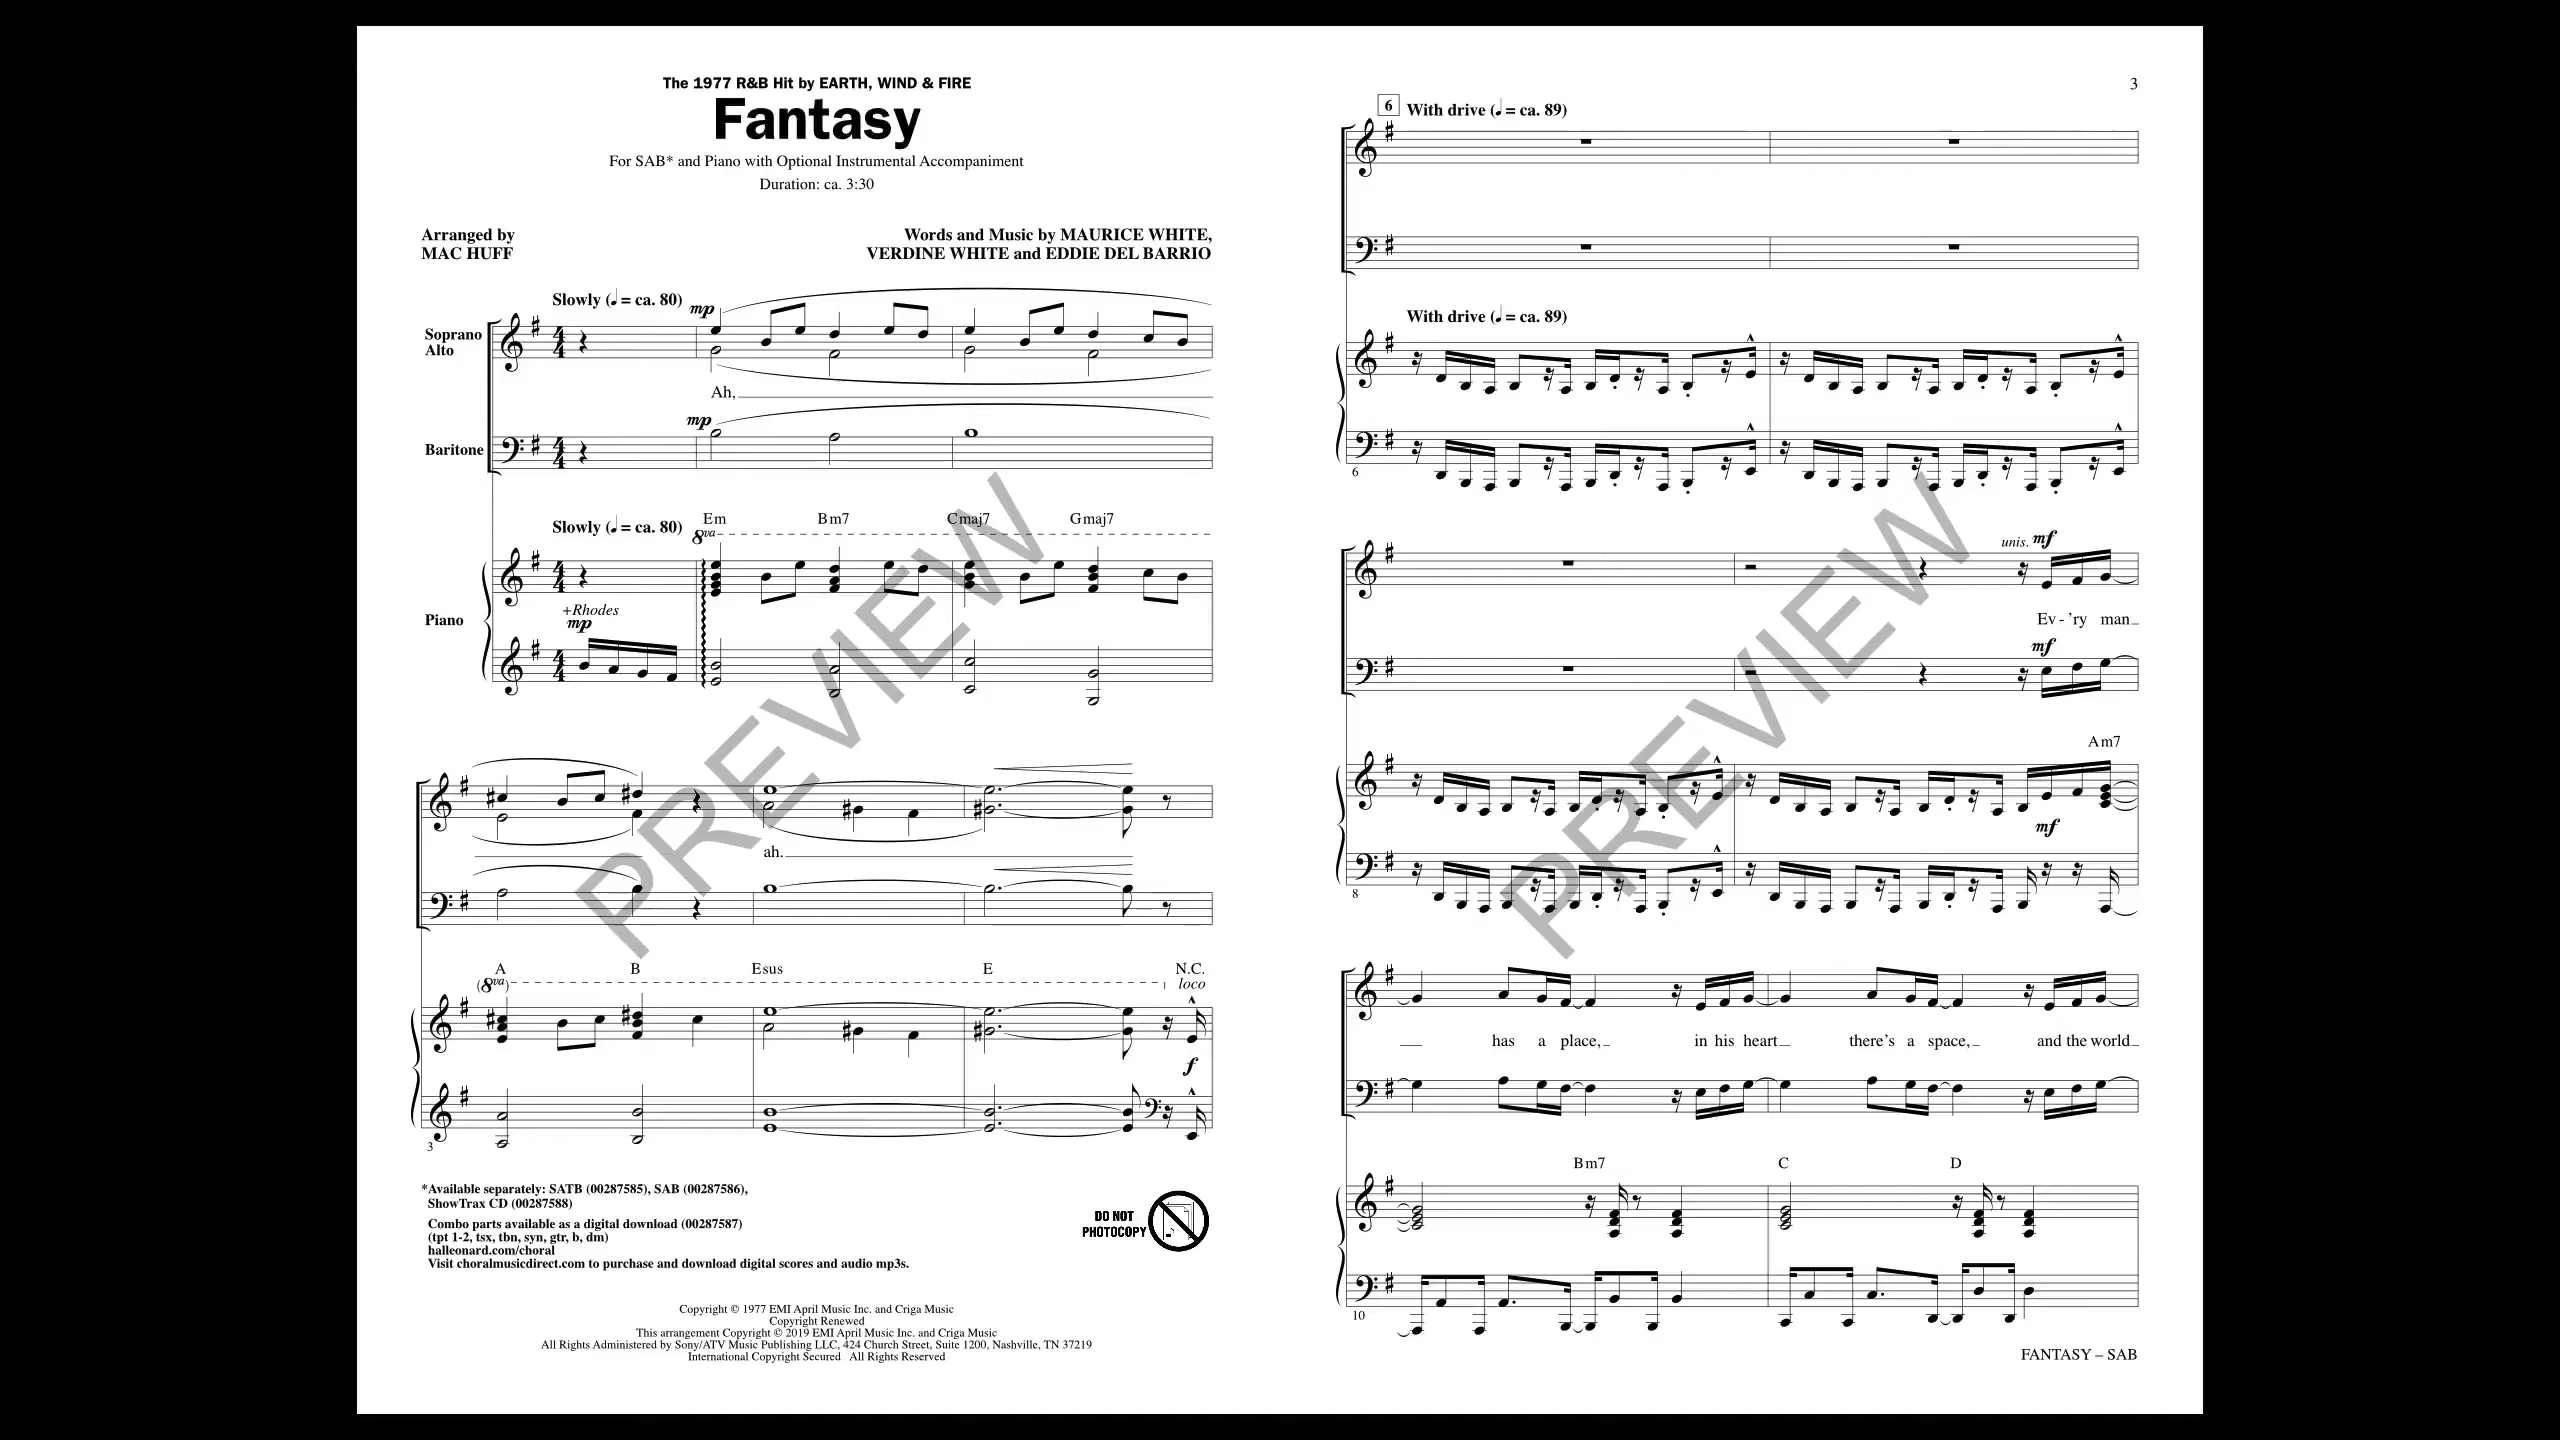 The 1977 R&B Hit by EARTH, WIND & FIRE
Fantasy
For SAB* and Piano with Optional Instrumental Accompaniment
Duration: ca. 3:30
Arranged by
MAC HUFF
Words and Music by MAURICE WHITE,
VERDINE WHITE and EDDIE DEL BARRIO
Slowly (♩ = ca. 80)
mp
Soprano
Alto
Ah,
mp
Baritone
Slowly (♩ = ca. 80)
Em Bm7 Cmaj7 Gmaj7
8va
+Rhodes
mp
Piano
ah.
A B Esus E N.C.
(8va) loco
f
3
*Available separately: SATB (00287585), SAB (00287586),
ShowTrax CD (00287588)
Combo parts available as a digital download (00287587)
(tpt 1-2, tsx, tbn, syn, gtr, b, dm)
halleonard.com/choral
Visit choralmusicdirect.com to purchase and download digital scores and audio mp3s.
DO NOT
PHOTOCOPY
Copyright © 1977 EMI April Music Inc. and Criga Music
Copyright Renewed
This arrangement Copyright © 2019 EMI April Music Inc. and Criga Music
All Rights Administered by Sony/ATV Music Publishing LLC, 424 Church Street, Suite 1200, Nashville, TN 37219
International Copyright Secured All Rights Reserved
PREVIEW
3
6 With drive (♩ = ca. 89)
With drive (♩ = ca. 89)
6
unis. mf
Ev - 'ry man
mf
Am7
mf
8
has a place, in his heart there's a space, and the world
Bm7 C D
10
FANTASY – SAB
PREVIEW